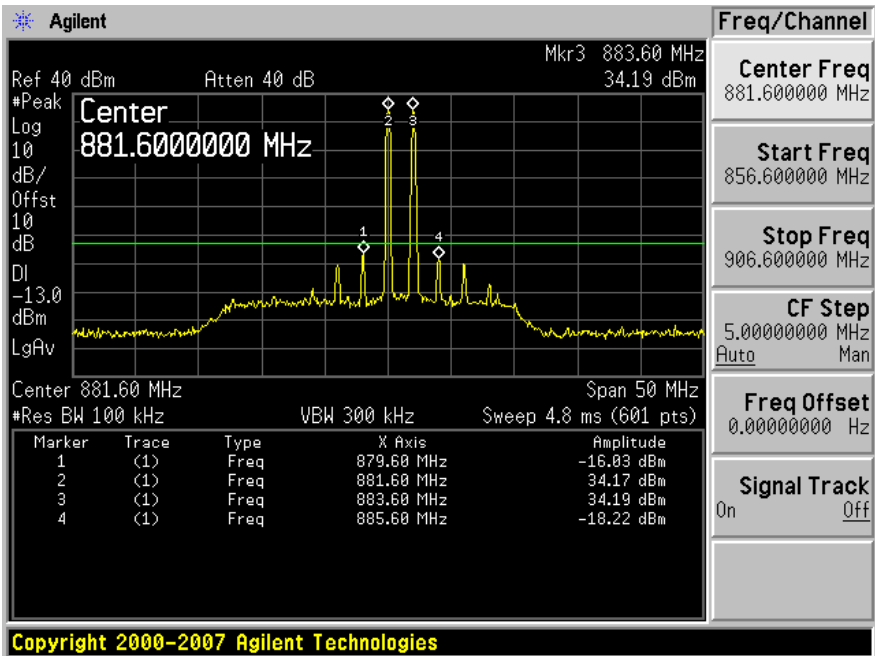 Agilent
Freq/Channel
Mkr3 883.60 MHz
Ref 40 dBm Atten 40 dB 34.19 dBm
#Peak
Log
10
dB/
Offst
10
dB
DI
-13.0
dBm
LgAv
Center
881.6000000 MHz
2 3
1
4
Center 881.60 MHz Span 50 MHz
#Res BW 100 kHz VBW 300 kHz Sweep 4.8 ms (601 pts)
Marker Trace Type X Axis Amplitude
1 (1) Freq 879.60 MHz -16.03 dBm
2 (1) Freq 881.60 MHz 34.17 dBm
3 (1) Freq 883.60 MHz 34.19 dBm
4 (1) Freq 885.60 MHz -18.22 dBm
Center Freq
881.600000 MHz
Start Freq
856.600000 MHz
Stop Freq
906.600000 MHz
CF Step
5.00000000 MHz
Auto Man
Freq Offset
0.00000000 Hz
Signal Track
On Off
Copyright 2000-2007 Agilent Technologies